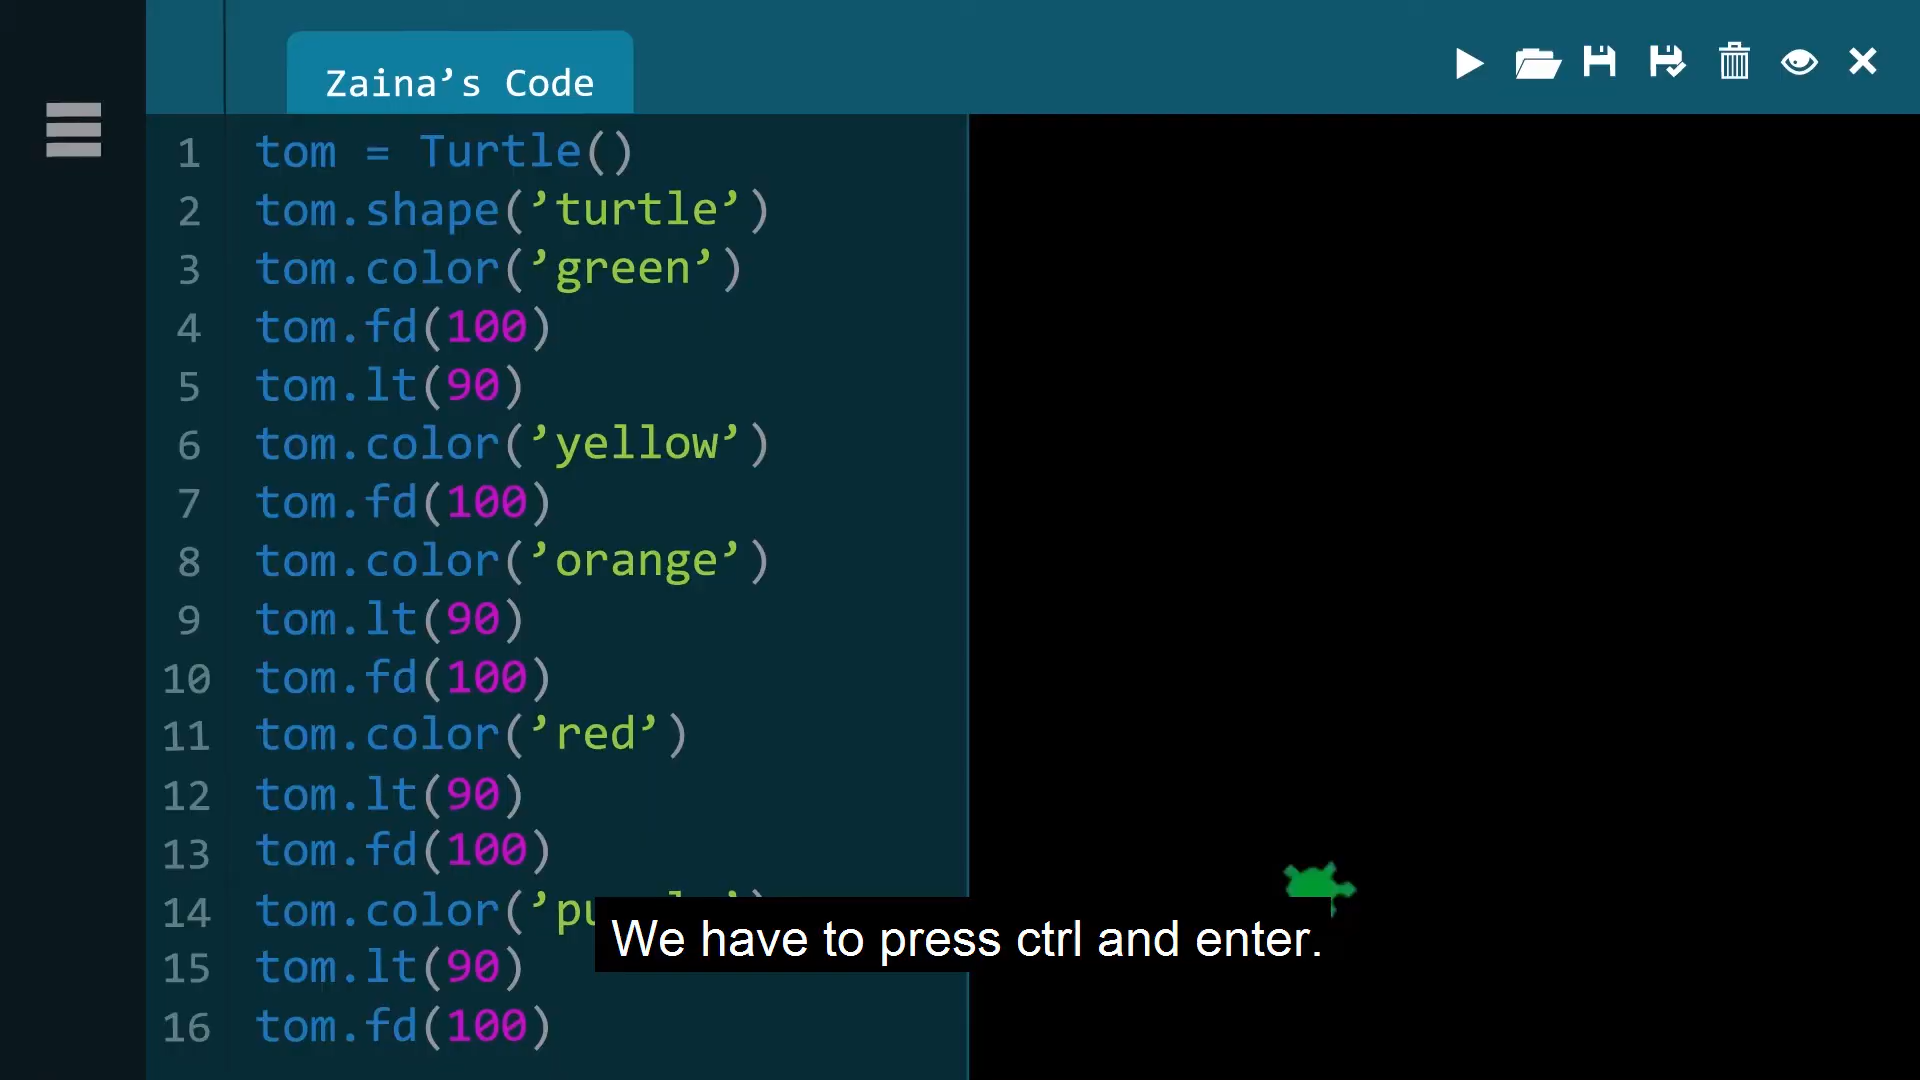 Zaina’s Code
1 tom = Turtle()
2 tom.shape(’turtle’)
3 tom.color(’green’)
4 tom.fd(100)
5 tom.lt(90)
6 tom.color(’yellow’)
7 tom.fd(100)
8 tom.color(’orange’)
9 tom.lt(90)
10 tom.fd(100)
11 tom.color(’red’)
12 tom.lt(90)
13 tom.fd(100)
14 tom.color(’
We have to press ctrl and enter.
15 tom.lt(90)
16 tom.fd(100)